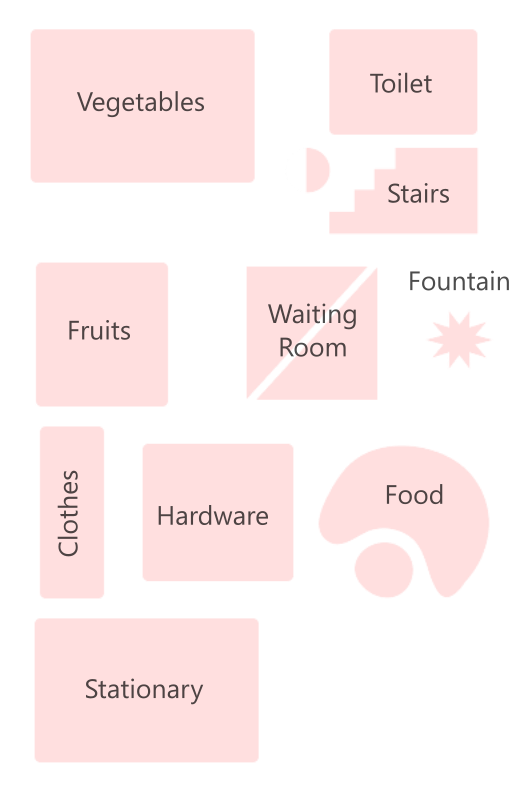 Vegetables
Toilet
Stairs
Fountain
Fruits
Waiting
Room
Clothes
Hardware
Food
Stationary